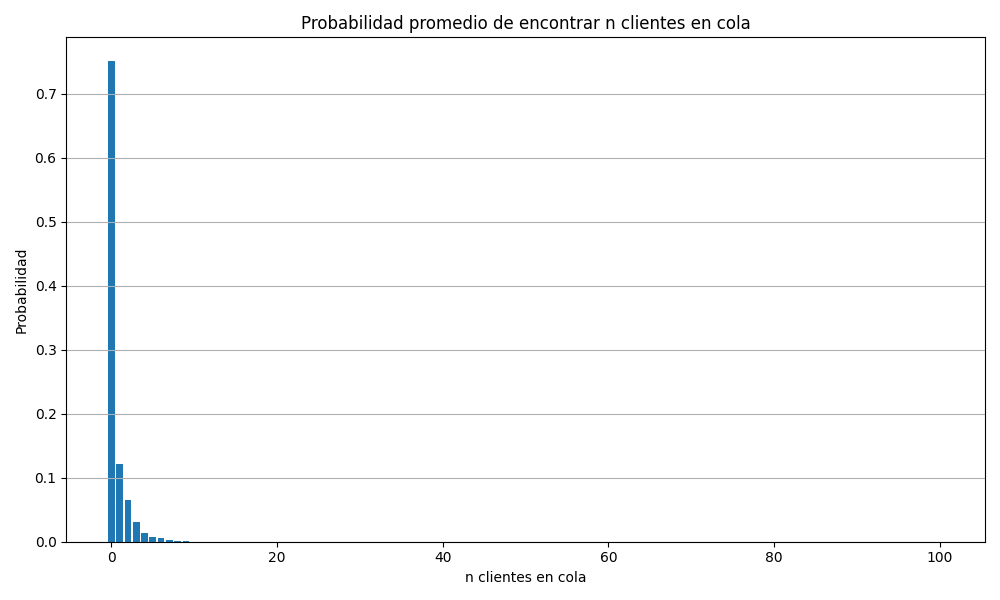 Probabilidad promedio de encontrar n clientes en cola
Probabilidad
0.7
0.6
0.5
0.4
0.3
0.2
0.1
0.0
0 20 40 60 80 100
n clientes en cola